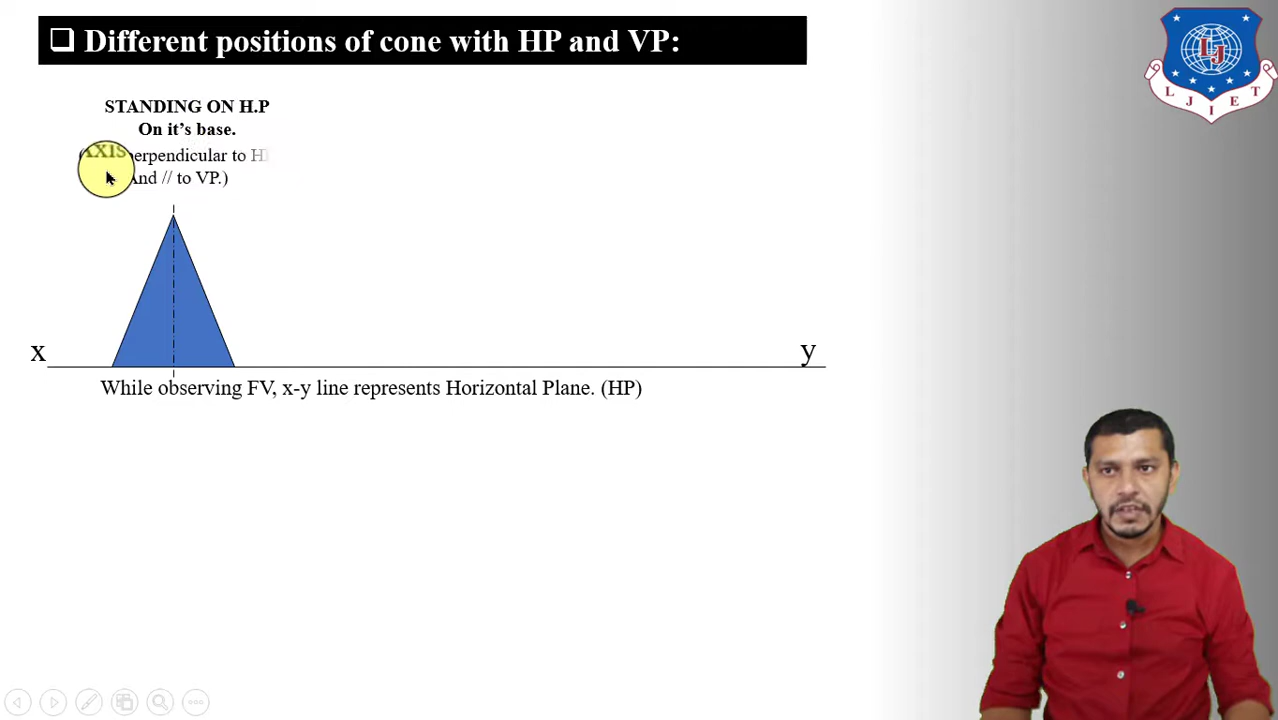 Different positions of cone with HP and VP:
STANDING ON H.P
On it's base.
(AXIS perpendicular to HP
And // to VP.)
x
y
While observing FV, x-y line represents Horizontal Plane. (HP)
LJ
L J I E T